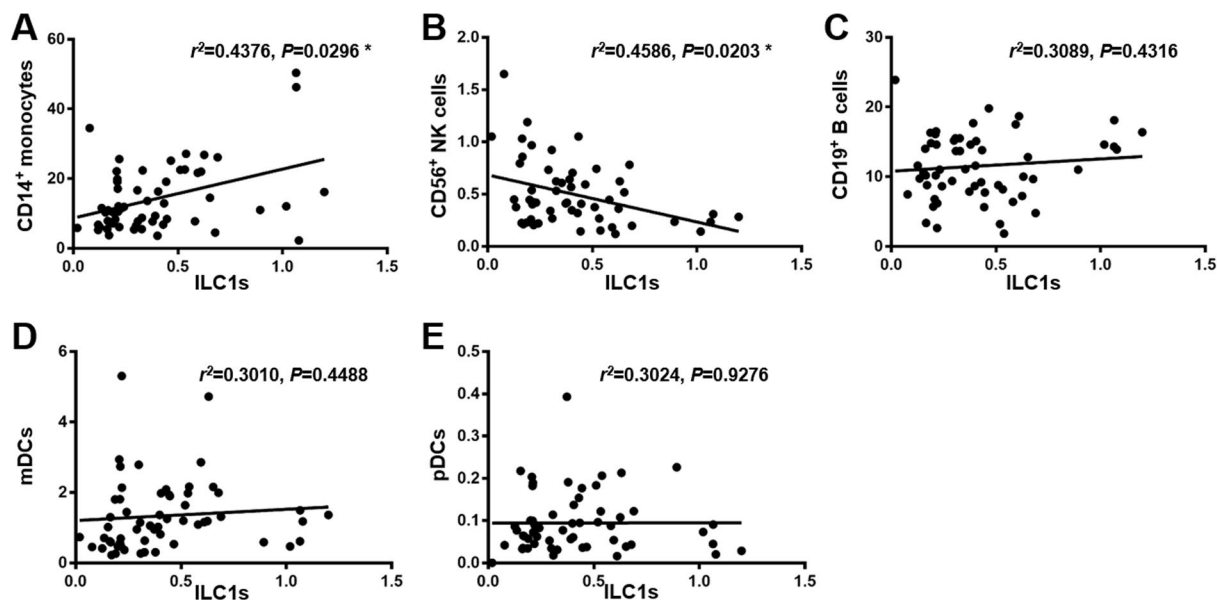 A
r²=0.4376, P=0.0296 *
CD14⁺ monocytes
60
40
20
0
0.0
0.5
1.0
1.5
ILC1s
B
r²=0.4586, P=0.0203 *
CD56⁺ NK cells
2.0
1.5
1.0
0.5
0.0
0.0
0.5
1.0
1.5
ILC1s
C
r²=0.3089, P=0.4316
CD19⁺ B cells
30
20
10
0
0.0
0.5
1.0
1.5
ILC1s
D
r²=0.3010, P=0.4488
mDCs
6
4
2
0
0.0
0.5
1.0
1.5
ILC1s
E
r²=0.3024, P=0.9276
pDCs
0.5
0.4
0.3
0.2
0.1
0.0
0.0
0.5
1.0
1.5
ILC1s